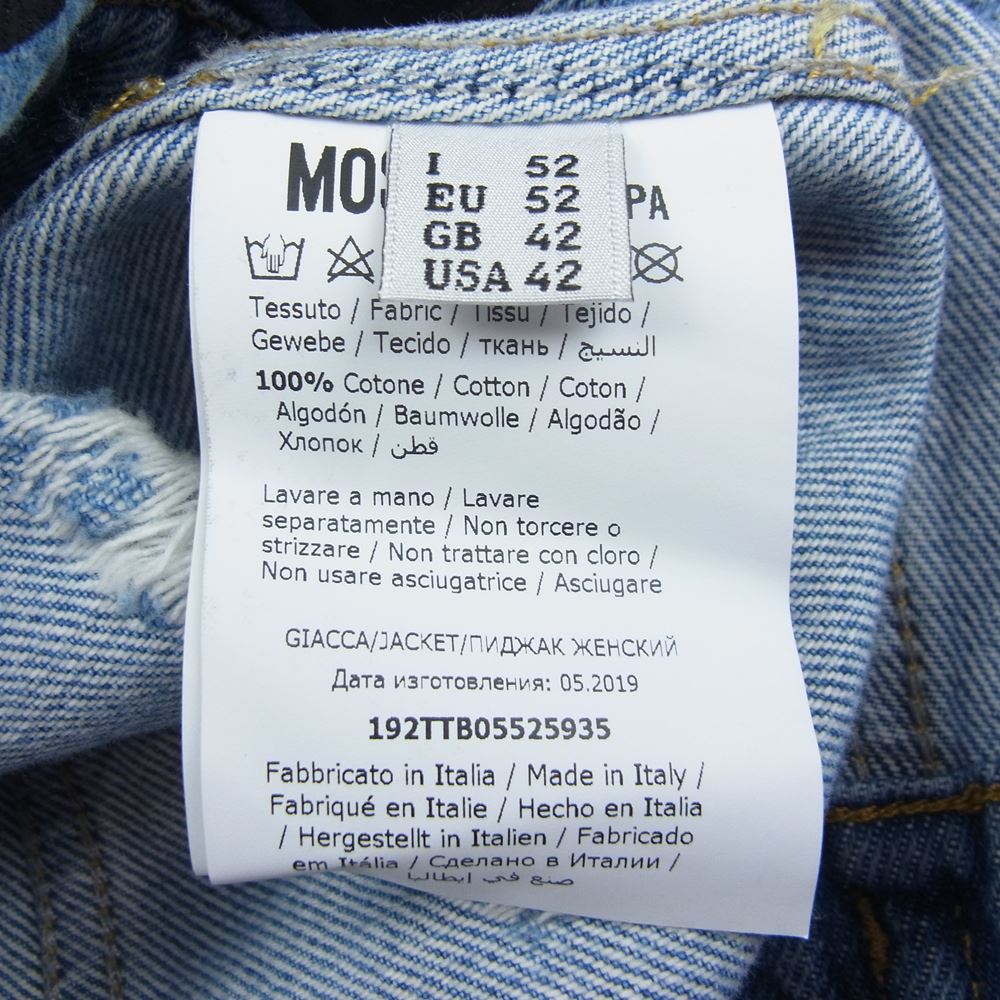 I 52
EU 52
GB 42
USA 42
Tessuto / Fabric / Tissu / Tejido /
Gewebe / Tecido / ткань / النسيج
100% Cotone / Cotton / Coton /
Algodón / Baumwolle / Algodão /
Хлопок / قطن
Lavare a mano / Lavare
separatamente / Non torcere o
strizzare / Non trattare con cloro /
Non usare asciugatrice / Asciugare
GIACCA/JACKET/ПИДЖАК ЖЕНСКИЙ
Дата изготовления: 05.2019
192TTB05525935
Fabbricato in Italia / Made in Italy /
Fabriqué en Italie / Hecho en Italia
/ Hergestellt in Italien / Fabricado
em Itália / Сделано в Италии /
صنع في ايطاليا